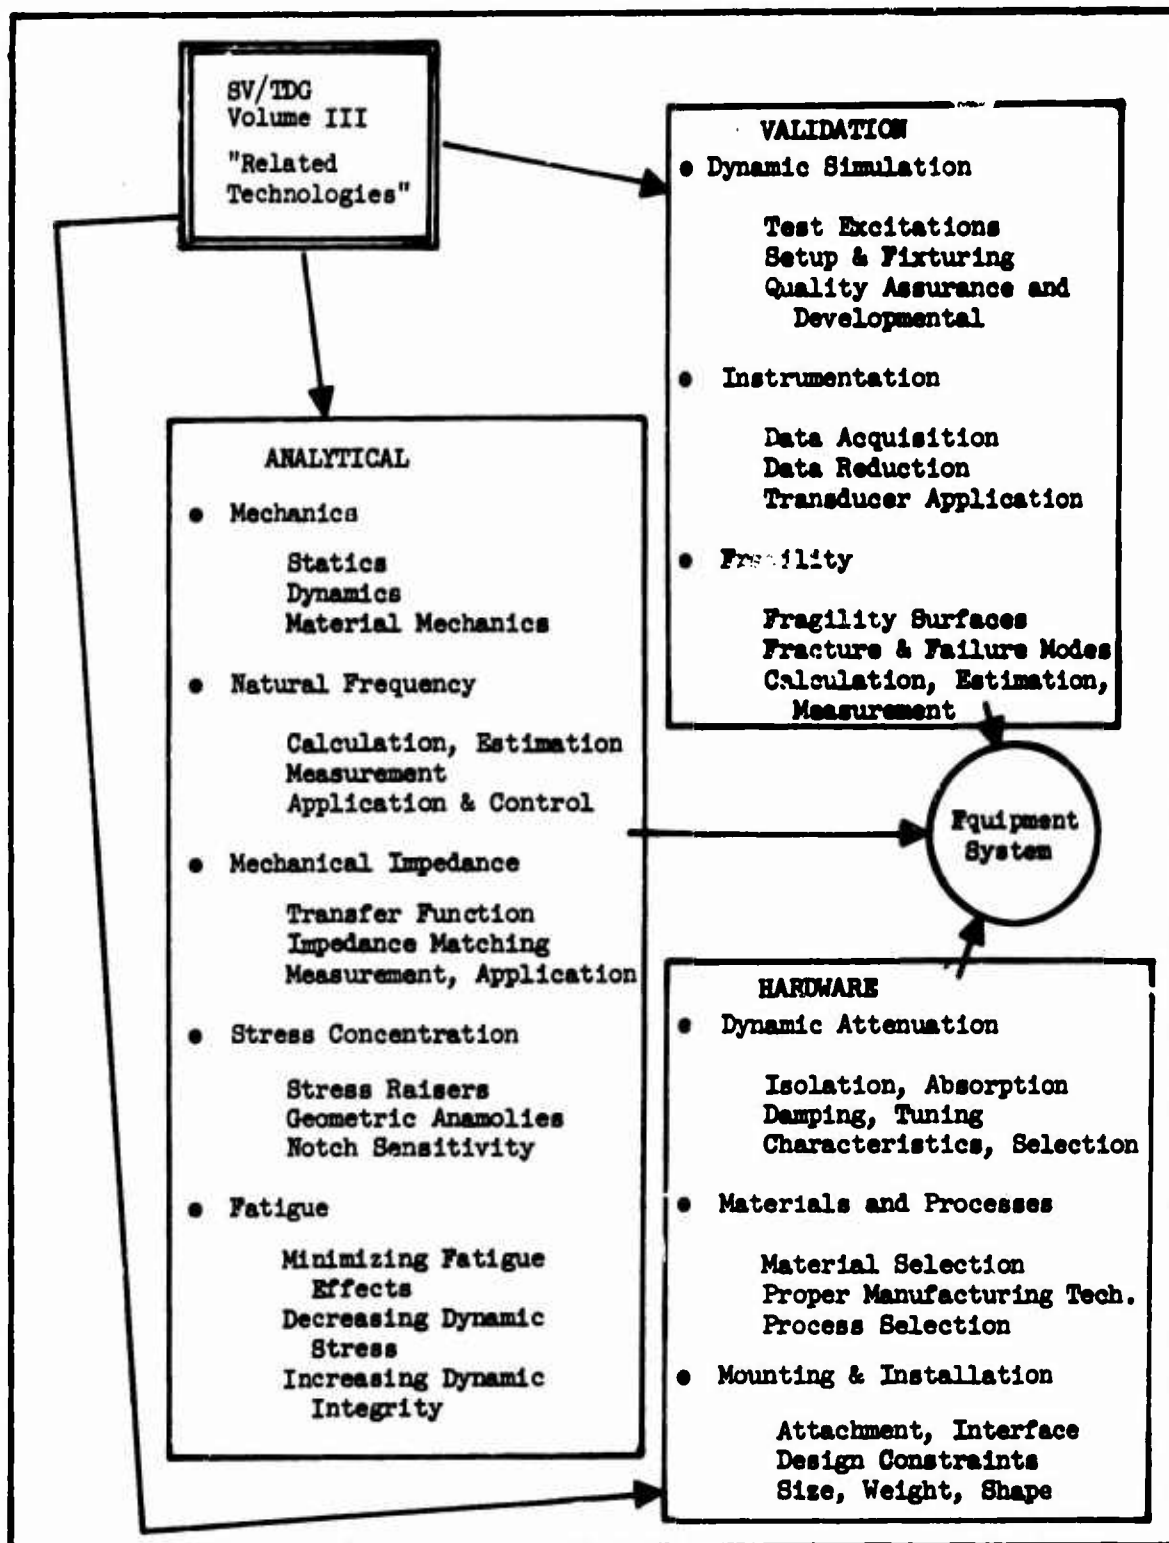 SV/TDG
Volume III
"Related
Technologies"
VALIDATION
• Dynamic Simulation
Test Excitations
Setup & Fixturing
Quality Assurance and
Developmental
• Instrumentation
Data Acquisition
Data Reduction
Transducer Application
•
Fragility Surfaces
Fracture & Failure Modes
Calculation, Estimation,
Measurement
ANALYTICAL
• Mechanics
Statics
Dynamics
Material Mechanics
• Natural Frequency
Calculation, Estimation
Measurement
Application & Control
• Mechanical Impedance
Transfer Function
Impedance Matching
Measurement, Application
• Stress Concentration
Stress Raisers
Geometric Anamolies
Notch Sensitivity
• Fatigue
Minimizing Fatigue
Effects
Decreasing Dynamic
Stress
Increasing Dynamic
Integrity
Equipment
System
HARDWARE
• Dynamic Attenuation
Isolation, Absorption
Damping, Tuning
Characteristics, Selection
• Materials and Processes
Material Selection
Proper Manufacturing Tech.
Process Selection
• Mounting & Installation
Attachment, Interface
Design Constraints
Size, Weight, Shape